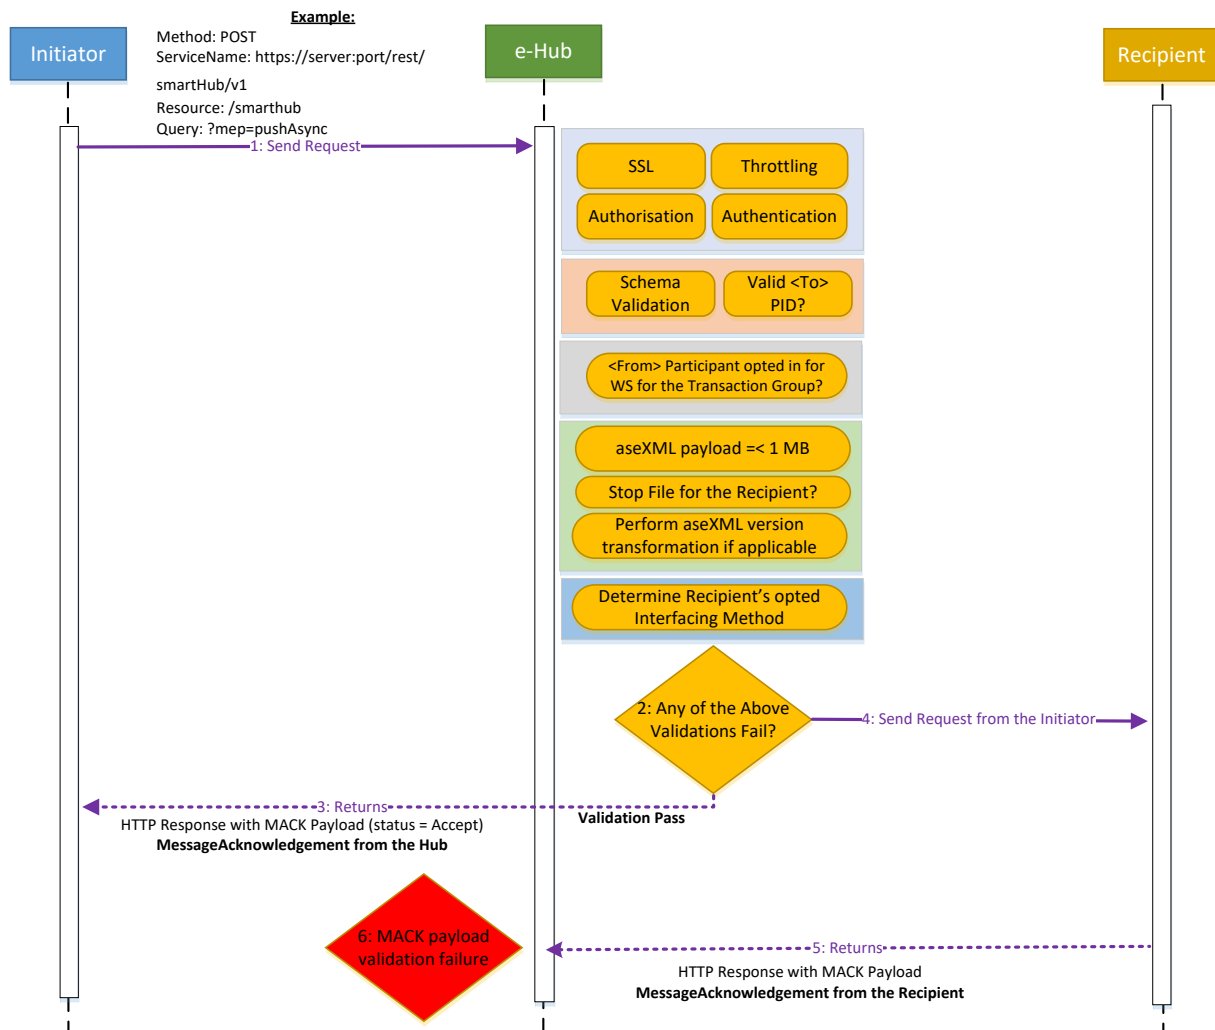 Example:
Initiator
Method: POST
ServiceName: https://server:port/rest/
smartHub/v1
Resource: /smarthub
Query: ?mep=pushAsync
e-Hub
Recipient
1: Send Request
SSL
Throttling
Authorisation
Authentication
Schema
Validation
Valid <To>
PID?
<From> Participant opted in for
WS for the Transaction Group?
aseXML payload =< 1 MB
Stop File for the Recipient?
Perform aseXML version
transformation if applicable
Determine Recipient's opted
Interfacing Method
2: Any of the Above
Validations Fail?
4: Send Request from the Initiator
3: Returns
HTTP Response with MACK Payload (status = Accept)
MessageAcknowledgement from the Hub
Validation Pass
6: MACK payload
validation failure
5: Returns
HTTP Response with MACK Payload
MessageAcknowledgement from the Recipient